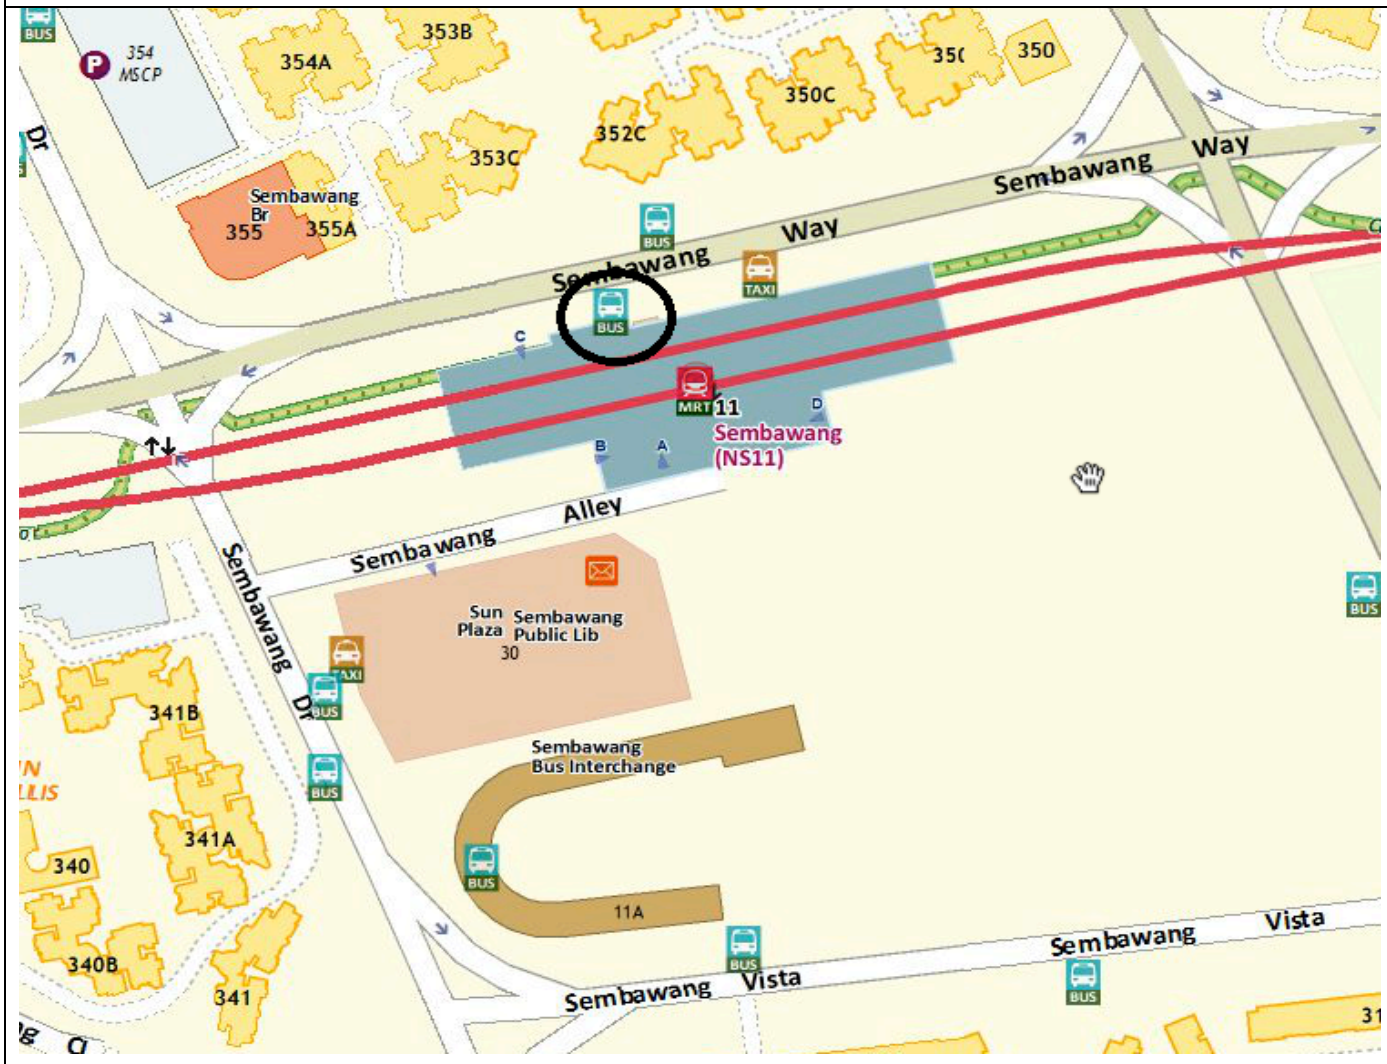 BUS
354
MSCP
P
354A
353B
350
350C
352C
353C
Dr
Sembawang
Br
355
355A
BUS
Sembawang
Way
Sembawang
Way
TAXI
BUS
C
MRT
11
Sembawang
(NS11)
D
B
A
Sembawang
Alley
Sembawang
Dr
Sun
Plaza
Sembawang
Public Lib
30
TAXI
BUS
BUS
BUS
341B
Sembawang
Bus Interchange
341A
340
BUS
11A
340B
341
BUS
BUS
Sembawang
Vista
Sembawang
Vista